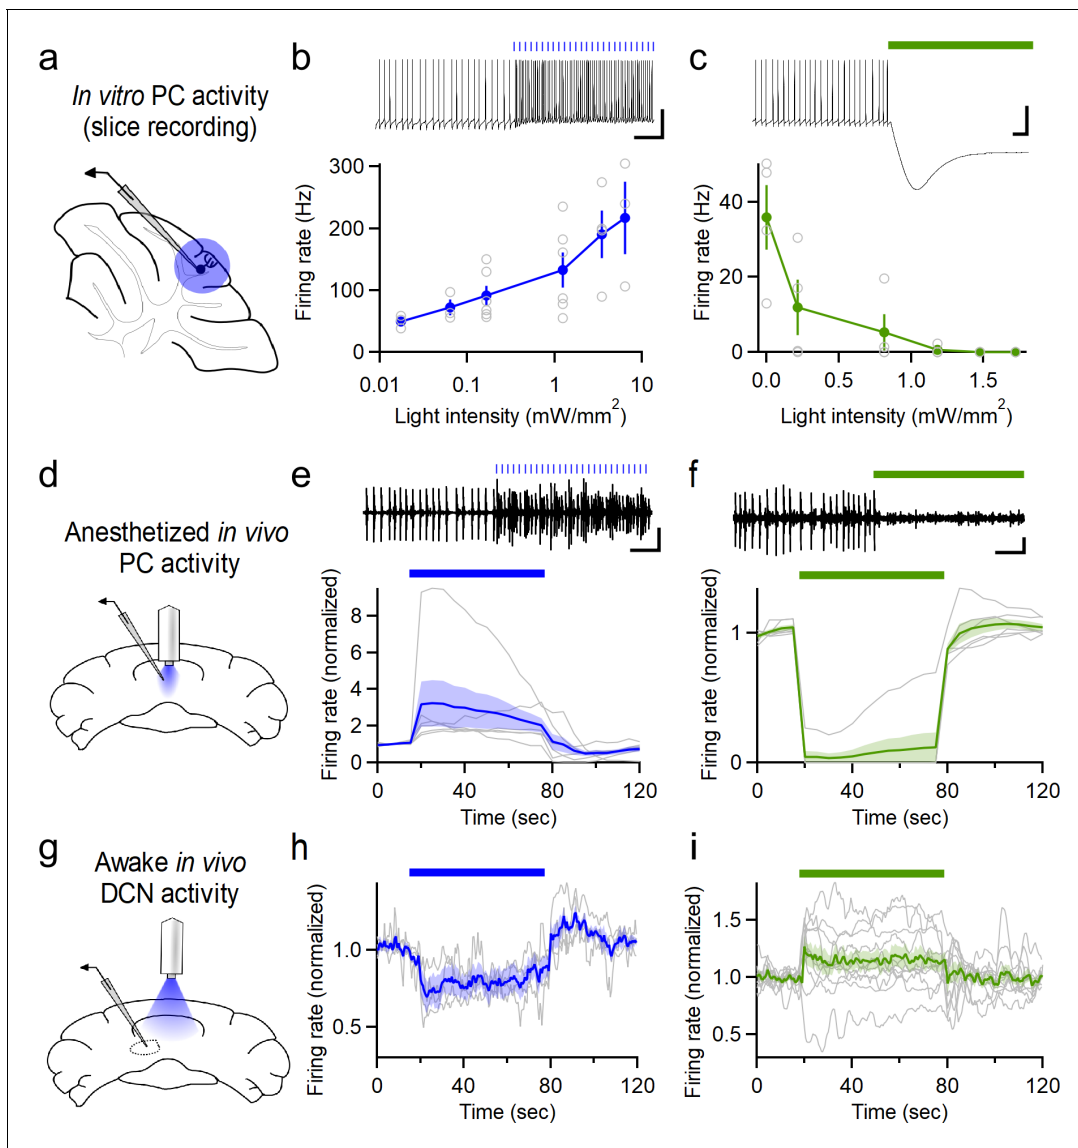 a
In vitro PC activity
(slice recording)
b
Firing rate (Hz)
300
200
100
0
0.01
0.1
1
10
Light intensity (mW/mm2)
c
Firing rate (Hz)
40
20
0
0.0
0.5
1.0
1.5
Light intensity (mW/mm2)
d
Anesthetized in vivo
PC activity
e
Firing rate (normalized)
8
6
4
2
0
0
40
80
120
Time (sec)
f
Firing rate (normalized)
1
0
0
40
80
120
Time (sec)
g
Awake in vivo
DCN activity
h
Firing rate (normalized)
1.0
0.5
0
40
80
120
Time (sec)
i
Firing rate (normalized)
1.5
1.0
0.5
0
40
80
120
Time (sec)